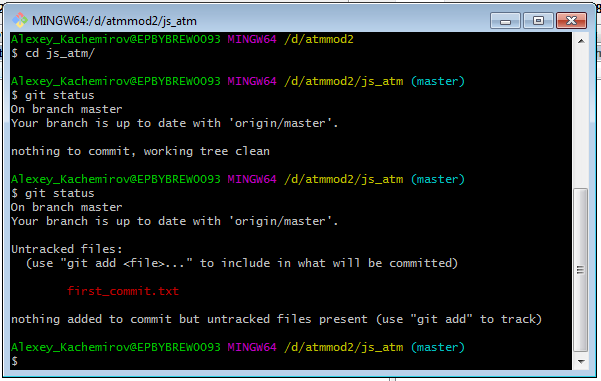 MINGW64:/d/atmmod2/js_atm
Alexey_Kachemirov@EPBYBREW0093 MINGW64 /d/atmmod2
$ cd js_atm/
Alexey_Kachemirov@EPBYBREW0093 MINGW64 /d/atmmod2/js_atm (master)
$ git status
On branch master
Your branch is up to date with 'origin/master'.
nothing to commit, working tree clean
Alexey_Kachemirov@EPBYBREW0093 MINGW64 /d/atmmod2/js_atm (master)
$ git status
On branch master
Your branch is up to date with 'origin/master'.
Untracked files:
(use "git add <file>..." to include in what will be committed)
first_commit.txt
nothing added to commit but untracked files present (use "git add" to track)
Alexey_Kachemirov@EPBYBREW0093 MINGW64 /d/atmmod2/js_atm (master)
$